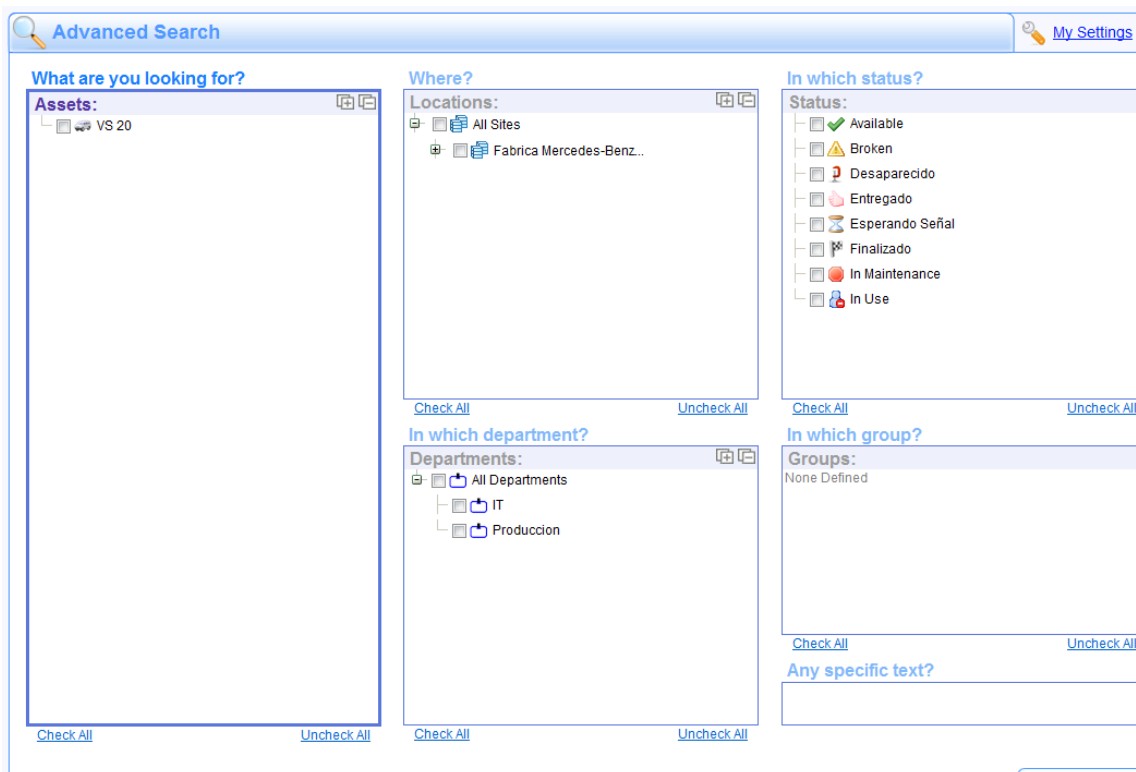 Advanced Search
My Settings
What are you looking for?
Assets:
VS 20
Check All
Uncheck All
Where?
Locations:
All Sites
Fabrica Mercedes-Benz...
Check All
Uncheck All
In which department?
Departments:
All Departments
IT
Produccion
Check All
Uncheck All
In which status?
Status:
Available
Broken
Desaparecido
Entregado
Esperando Señal
Finalizado
In Maintenance
In Use
Check All
Uncheck All
In which group?
Groups:
None Defined
Check All
Uncheck All
Any specific text?